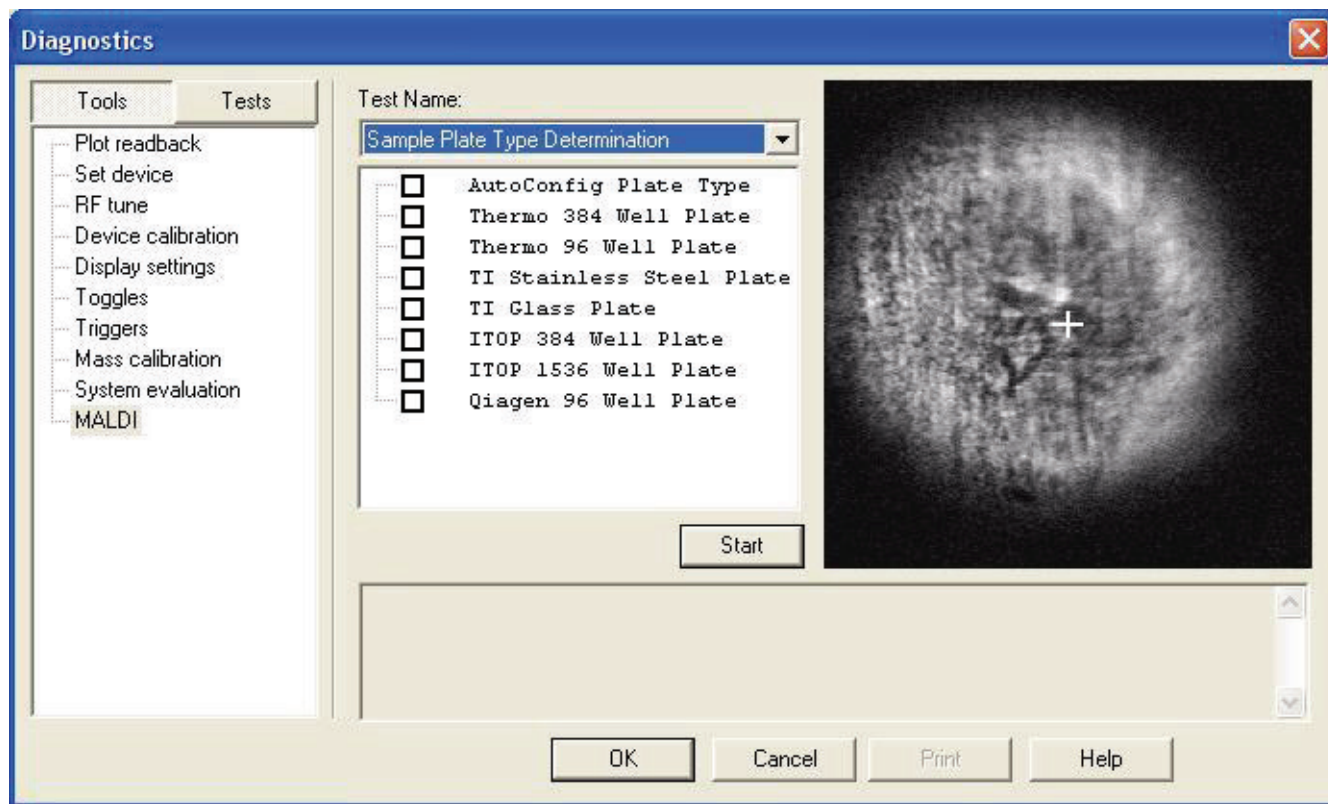 Diagnostics
Tools
Tests
Plot readback
Set device
RF tune
Device calibration
Display settings
Toggles
Triggers
Mass calibration
System evaluation
MALDI
Test Name:
Sample Plate Type Determination
AutoConfig Plate Type
Thermo 384 Well Plate
Thermo 96 Well Plate
TI Stainless Steel Plate
TI Glass Plate
ITOP 384 Well Plate
ITOP 1536 Well Plate
Qiagen 96 Well Plate
Start
OK
Cancel
Print
Help